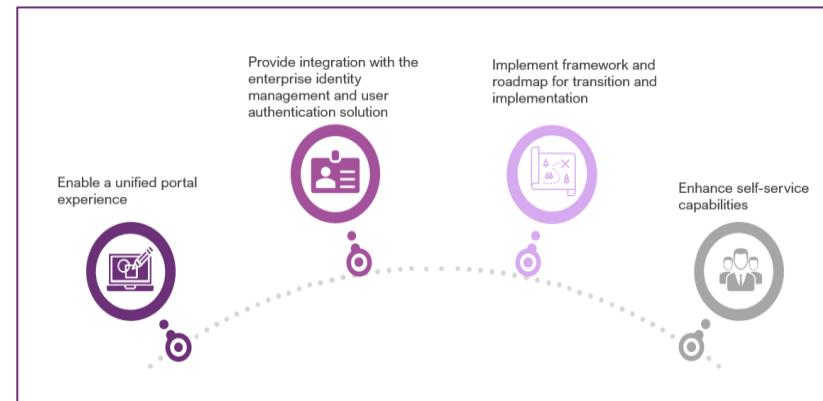 Enable a unified portal
experience
Provide integration with the
enterprise identity
management and user
authentication solution
Implement framework and
roadmap for transition and
implementation
Enhance self-service
capabilities